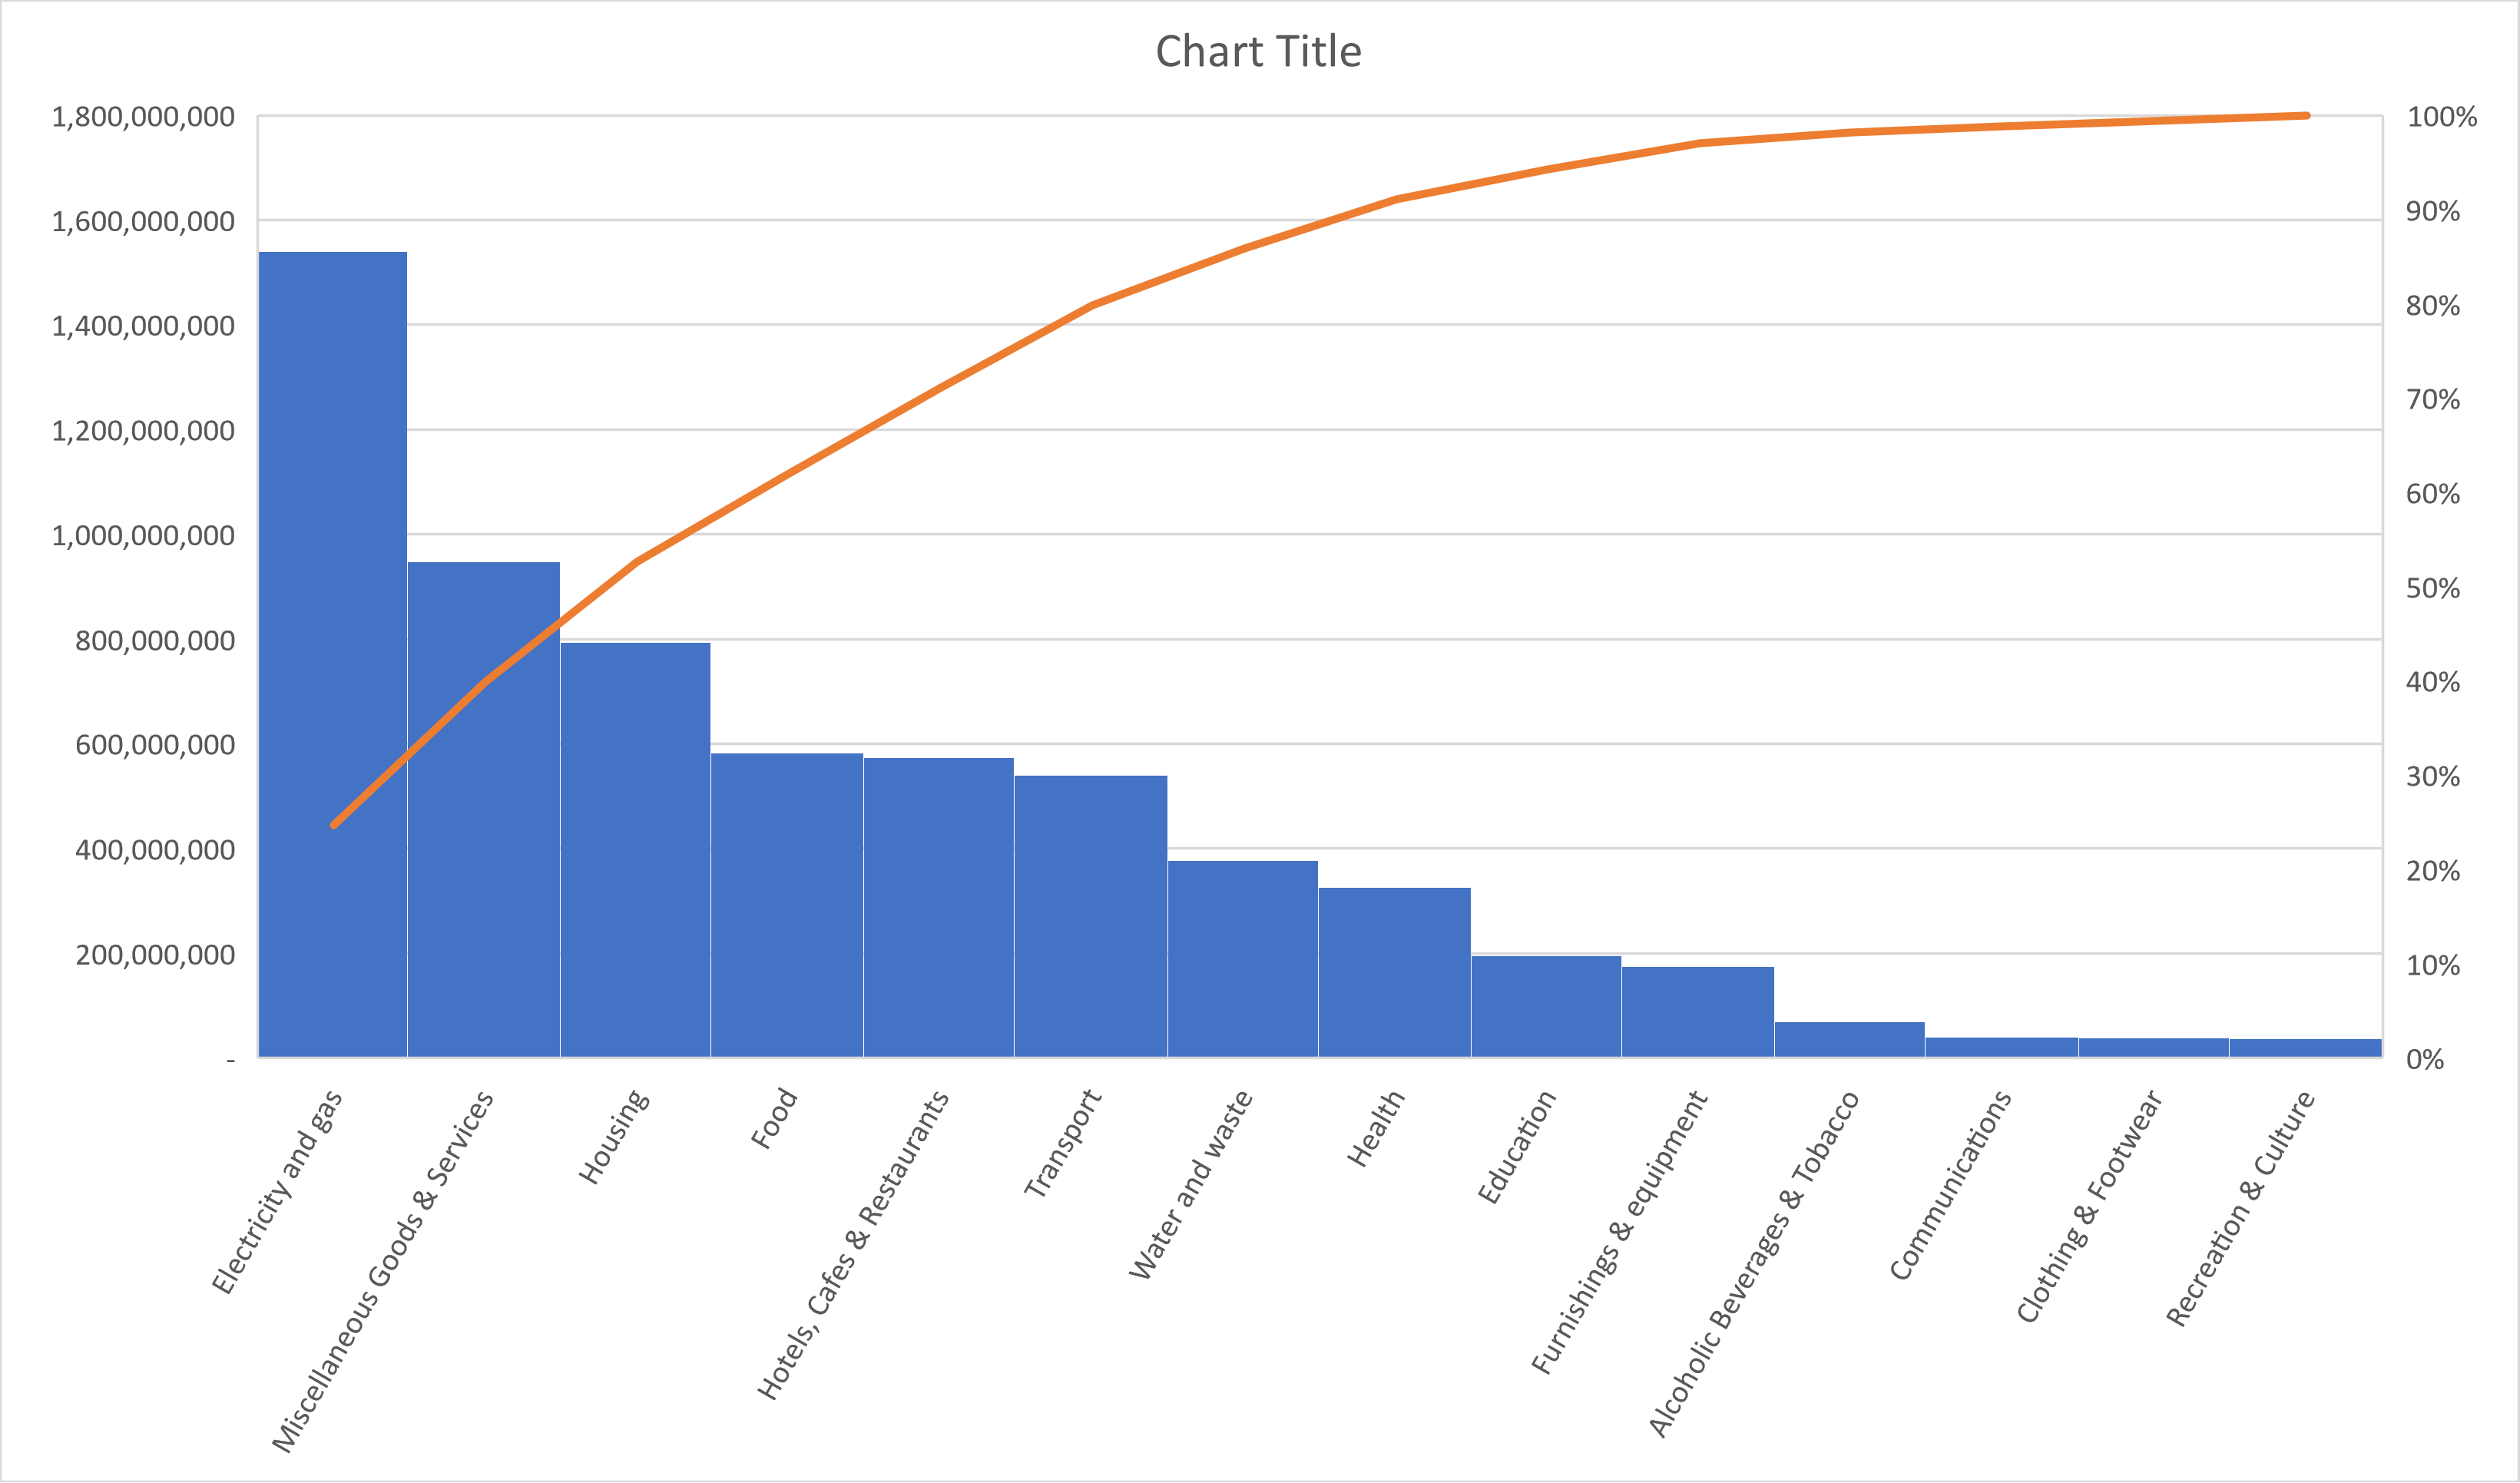 Chart Title
1,800,000,000
1,600,000,000
1,400,000,000
1,200,000,000
1,000,000,000
800,000,000
600,000,000
400,000,000
200,000,000
-
100%
90%
80%
70%
60%
50%
40%
30%
20%
10%
0%
Electricity and gas
Miscellaneous Goods & Services
Housing
Food
Hotels, Cafes & Restaurants
Transport
Water and waste
Health
Education
Furnishings & equipment
Alcoholic Beverages & Tobacco
Communications
Clothing & Footwear
Recreation & Culture